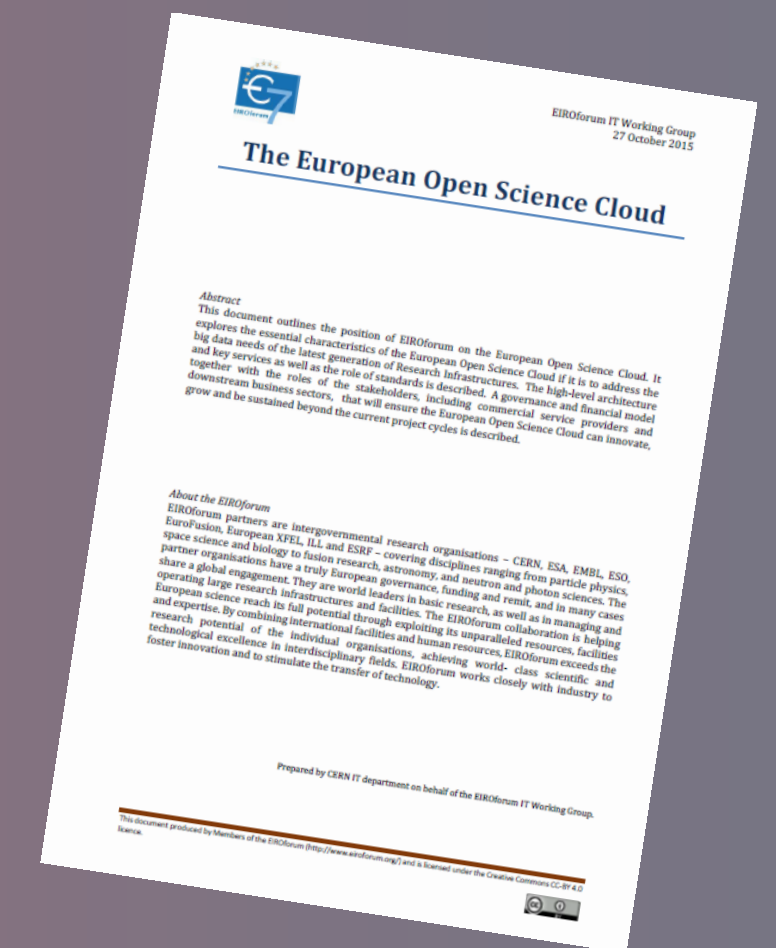 €7
EIROforum
EIROforum IT Working Group
27 October 2015
The European Open Science Cloud
Abstract
This document outlines the position of EIROforum on the European Open Science Cloud. It
explores the essential characteristics of the European Open Science Cloud if it is to address the
big data needs of the latest generation of Research Infrastructures. The high-level architecture
and key services as well as the role of standards is described. A governance and financial model
together with the roles of the stakeholders, including commercial service providers and
downstream business sectors, that will ensure the European Open Science Cloud can innovate,
grow and be sustained beyond the current project cycles is described.
About the EIROforum
EIROforum partners are intergovernmental research organisations – CERN, ESA, EMBL, ESO,
EuroFusion, European XFEL, ILL and ESRF – covering disciplines ranging from particle physics,
space science and biology to fusion research, astronomy, and neutron and photon sciences. The
partner organisations have a truly European governance, funding and remit, and in many cases
share a global engagement. They are world leaders in basic research, as well as in managing and
operating large research infrastructures and facilities. The EIROforum collaboration is helping
European science reach its full potential through exploiting its unparalleled resources, facilities
and expertise. By combining international facilities and human resources, EIROforum exceeds the
research potential of the individual organisations, achieving world- class scientific and
technological excellence in interdisciplinary fields. EIROforum works closely with industry to
foster innovation and to stimulate the transfer of technology.
Prepared by CERN IT department on behalf of the EIROforum IT Working Group.
This document produced by Members of the EIROforum (http://www.eiroforum.org/) and is licensed under the Creative Commons CC-BY 4.0
licence.
cc